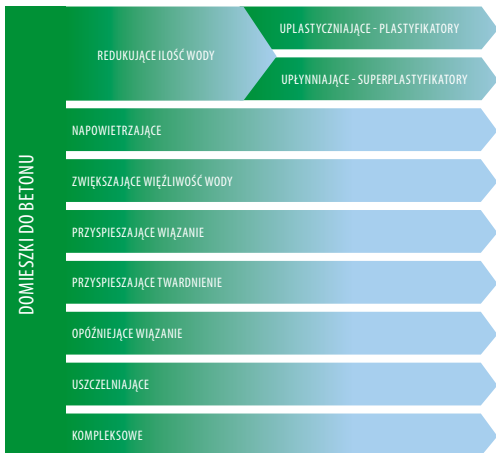 DOMIESZKI DO BETONU
REDUKUJĄCE ILOŚĆ WODY
UPLASTYCZNIAJĄCE - PLASTYFIKATORY
UPŁYNNIAJĄCE - SUPERPLASTYFIKATORY
NAPOWIETRZAJĄCE
ZWIĘKSZAJĄCE WIĘŹLIWOŚĆ WODY
PRZYSPIESZAJĄCE WIĄZANIE
PRZYSPIESZAJĄCE TWARDNIENIE
OPÓŹNIEJĄCE WIĄZANIE
USZCZELNIAJĄCE
KOMPLEKSOWE